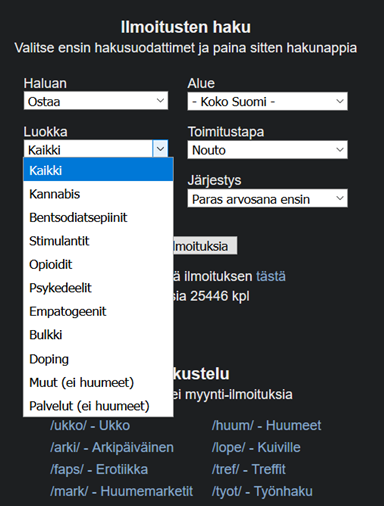 Ilmoitusten haku
Valitse ensin hakusuodattimet ja paina sitten hakunappia
Haluan
Alue
Ostaa
- Koko Suomi -
Luokka
Toimitustapa
Kaikki
Nouto
Kaikki
Kannabis
Järjestys
Bentsodiatsepiinit
Paras arvosana ensin
Stimulantit
lmoituksia
Opioidit
ä ilmoituksen tästä
Psykedeelit
sia 25446 kpl
Empatogeenit
Bulkki
Doping
kustelu
Muut (ei huumeet)
ei myynti-ilmoituksia
Palvelut (ei huumeet)
/ukko/ - Ukko
/huum/ - Huumeet
/arki/ - Arkipäiväinen
/lope/ - Kuiville
/faps/ - Erotiikka
/tref/ - Treffit
/mark/ - Huumemarketit
/tyot/ - Työnhaku